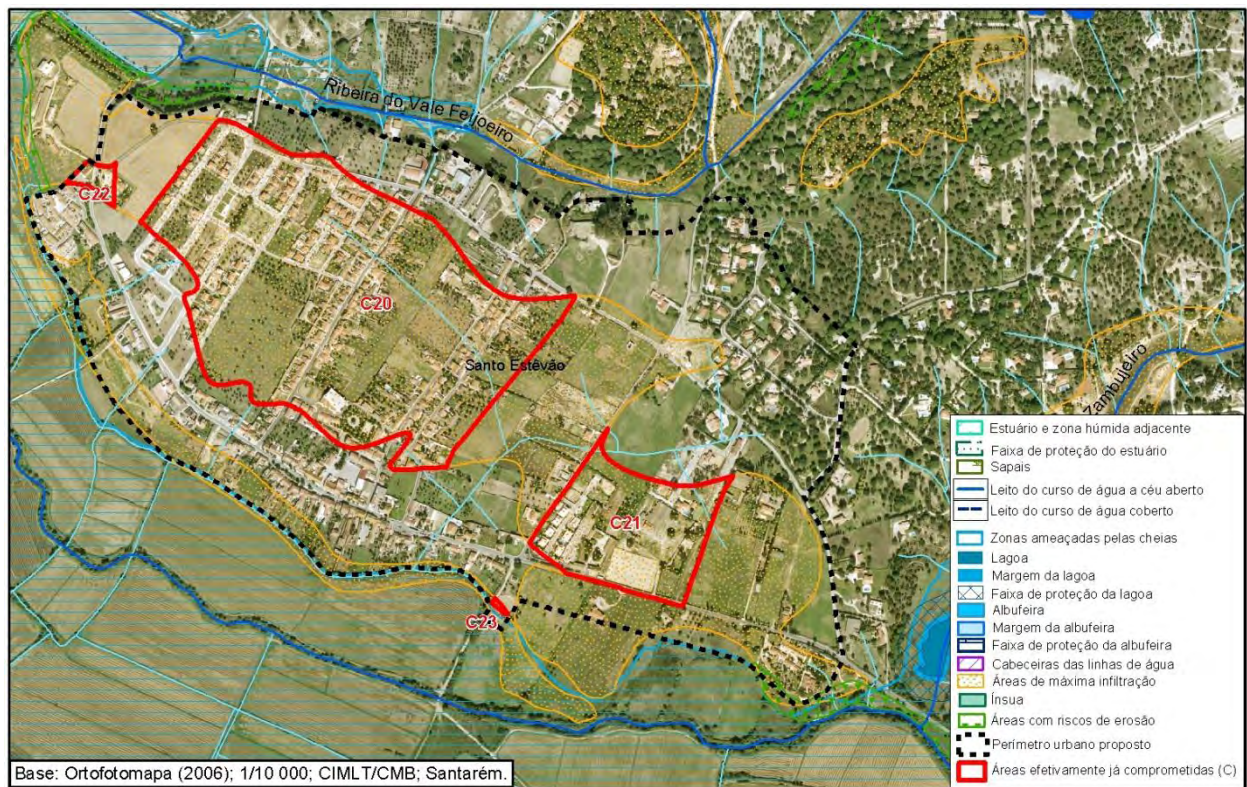 Ribeira do Vale Feijoeiro
C22
C20
Santo Estêvão
Zambujeiro
C21
C23
Estuário e zona húmida adjacente
Faixa de proteção do estuário
Sapais
Leito do curso de água a céu aberto
Leito do curso de água coberto
Zonas ameaçadas pelas cheias
Lagoa
Margem da lagoa
Faixa de proteção da lagoa
Albufeira
Margem da albufeira
Faixa de proteção da albufeira
Cabeceiras das linhas de água
Áreas de máxima infiltração
Ínsua
Áreas com riscos de erosão
Perímetro urbano proposto
Áreas efetivamente já comprometidas (C)
Base: Ortofotomapa (2006); 1/10 000; CIMLT/CMB; Santarém.